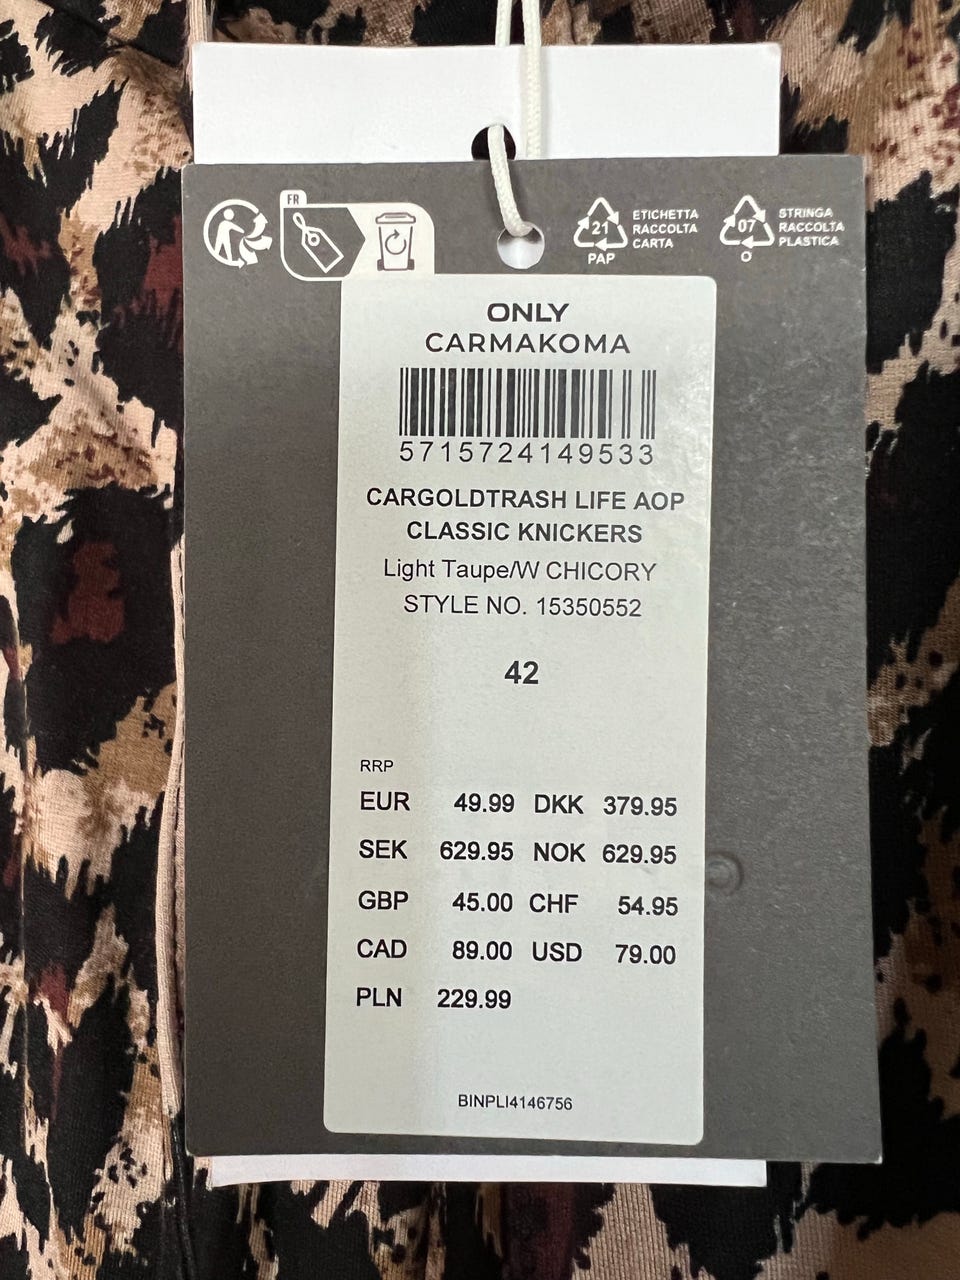 FR
21
PAP
ETICHETTA
RACCOLTA
CARTA
07
O
STRINGA
RACCOLTA
PLASTICA
ONLY
CARMAKOMA
5715724149533
CARGOLDTRASH LIFE AOP
CLASSIC KNICKERS
Light Taupe/W CHICORY
STYLE NO. 15350552
42
RRP
EUR 49.99 DKK 379.95
SEK 629.95 NOK 629.95
GBP 45.00 CHF 54.95
CAD 89.00 USD 79.00
PLN 229.99
BINPLI4146756